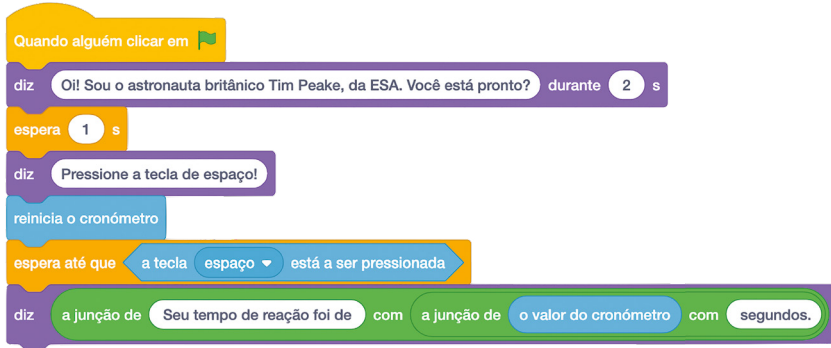 Quando alguém clicar em
diz Oi! Sou o astronauta britânico Tim Peake, da ESA. Você está pronto? durante 2 s
espera 1 s
diz Pressione a tecla de espaço!
reinicia o cronómetro
espera até que a tecla espaço está a ser pressionada
diz a junção de Seu tempo de reação foi de com a junção de o valor do cronómetro com segundos.